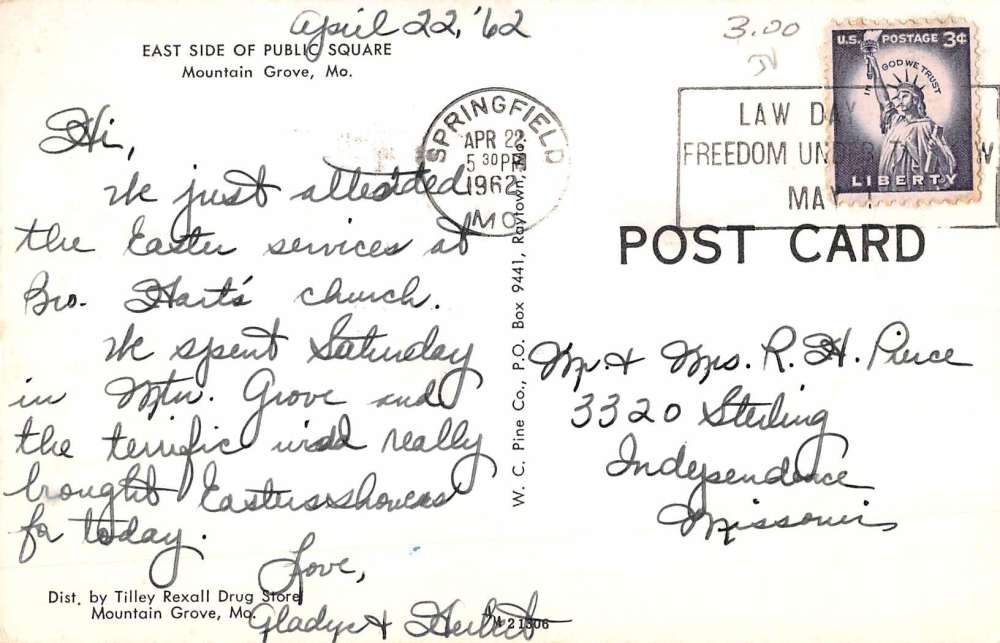 April 22, '62
3.00
EAST SIDE OF PUBLIC SQUARE
Mountain Grove, Mo.
Hi,
We just attended
the Easter services at
Bro. Hart's church.
We spent Saturday
in Mtn. Grove and
the terrific wind really
brought Easter showers
for today.
Love,
Gladys & Herbert
Dist. by Tilley Rexall Drug Store
Mountain Grove, Mo.
21306
W. C. Pine Co., P.O. Box 9441, Raytown, Mo.
SPRINGFIELD
APR 22
5 30 PM
1962
MO.
LAW DAY
FREEDOM UNDER THE LAW
MAY 1
U.S. POSTAGE 3¢
IN GOD WE TRUST
LIBERTY
POST CARD
Mr. & Mrs. R. H. Pierce
3320 Sterling
Independence
Missouri